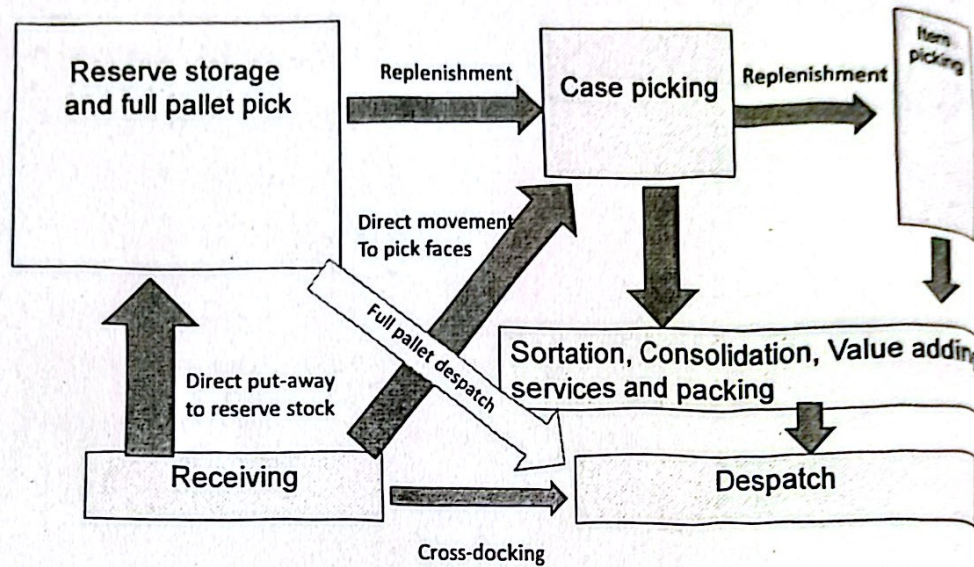 Reserve storage
and full pallet pick
Replenishment
Case picking
Replenishment
Item
picking
Direct movement
To pick faces
Full pallet despatch
Direct put-away
to reserve stock
Sortation, Consolidation, Value addin
services and packing
Receiving
Despatch
Cross-docking